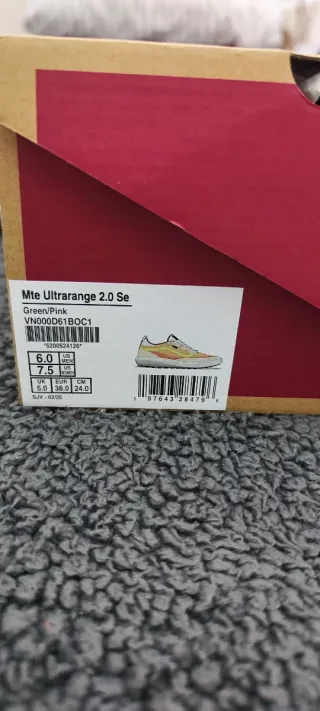 Mte Ultrarange 2.0 Se
Green/Pink
VN000D61BOC1
*5200524126*
6.0 US MEN
7.5 US WOMEN
UK EUR CM
5.0 38.0 24.0
SJV - 02/25
1 97643 28479